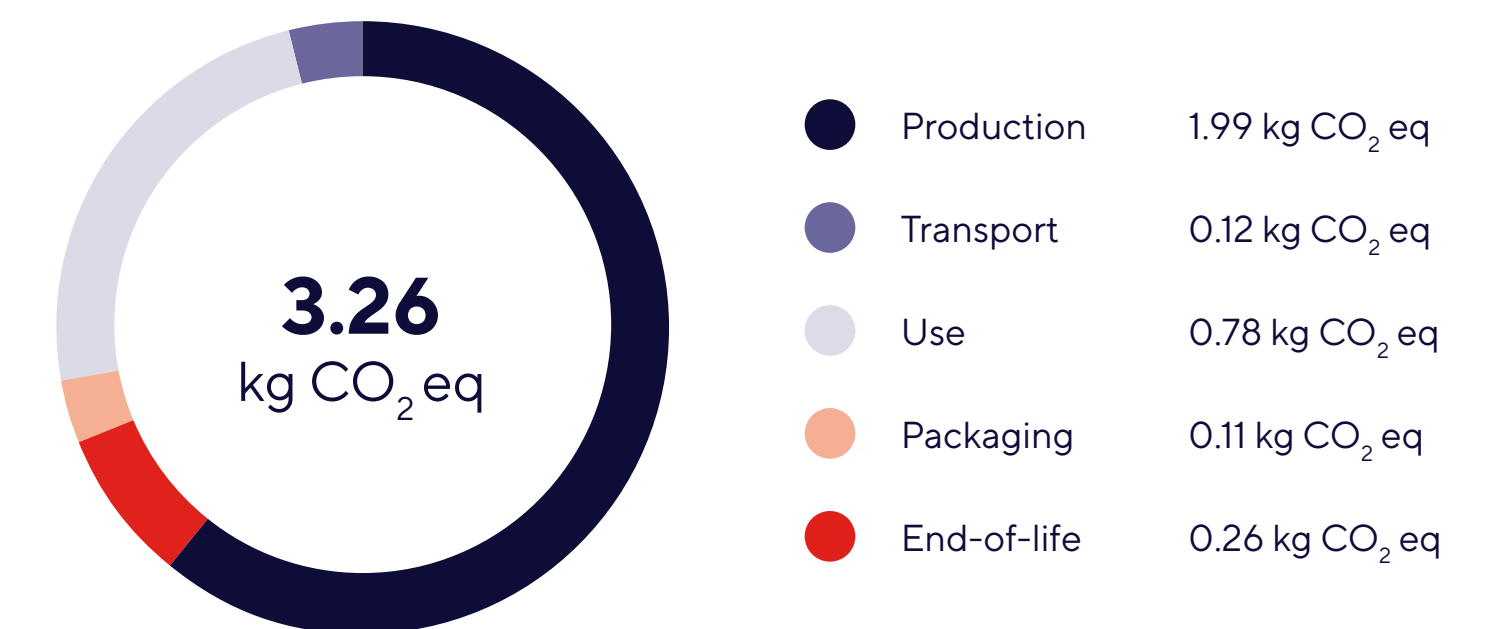 3.26
kg CO₂ eq
Production 1.99 kg CO₂ eq
Transport 0.12 kg CO₂ eq
Use 0.78 kg CO₂ eq
Packaging 0.11 kg CO₂ eq
End-of-life 0.26 kg CO₂ eq